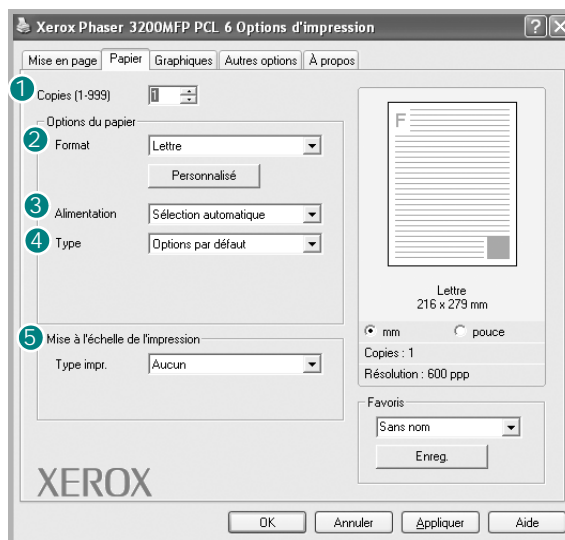 Xerox Phaser 3200MFP PCL 6 Options d'impression
Mise en page Papier Graphiques Autres options À propos
1 Copies (1-999) 1
Options du papier
2 Format Lettre
Personnalisé
3 Alimentation Sélection automatique
4 Type Options par défaut
5 Mise à l'échelle de l'impression
Type impr. Aucun
F
Lettre
216 x 279 mm
mm pouce
Copies : 1
Résolution : 600 ppp
Favoris
Sans nom
Enreg.
XEROX
OK Annuler Appliquer Aide